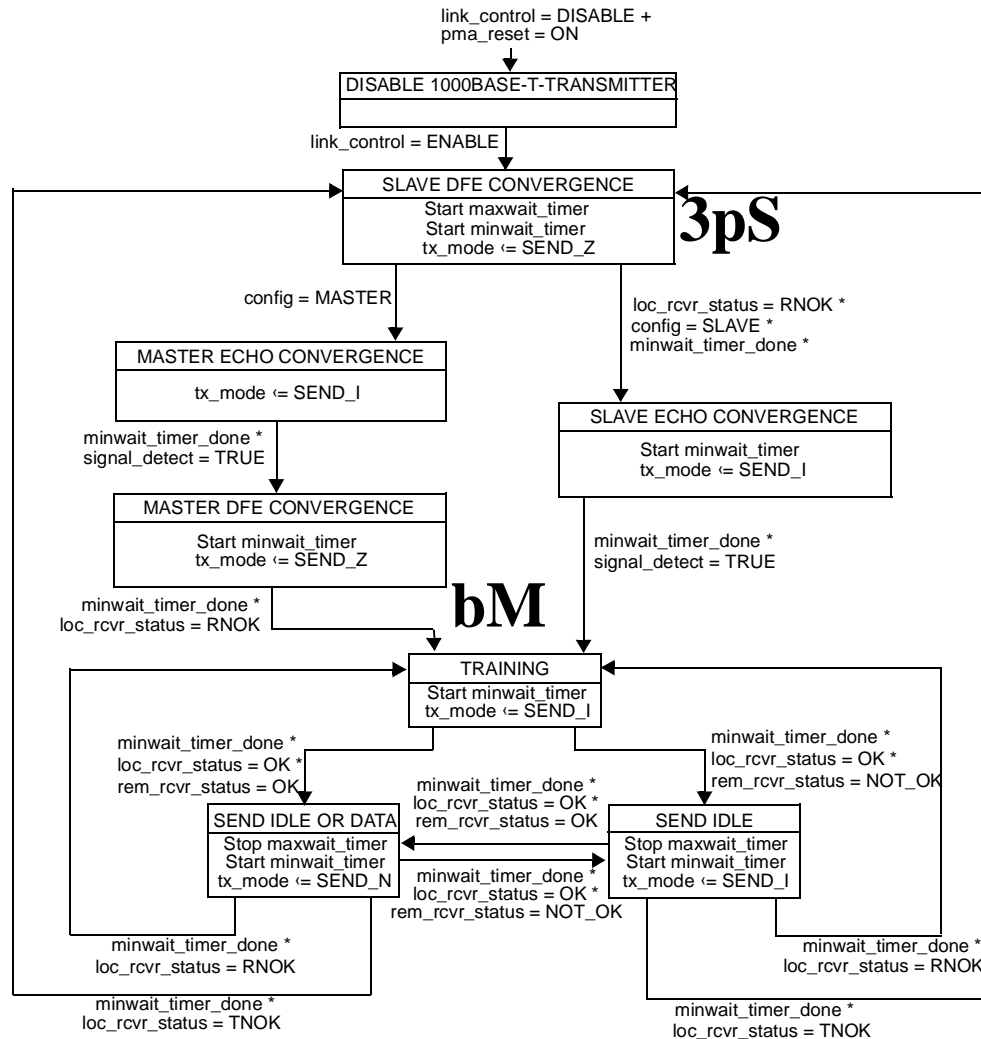 link_control = DISABLE +
pma_reset = ON
DISABLE 1000BASE-T-TRANSMITTER
link_control = ENABLE
SLAVE DFE CONVERGENCE
Start maxwait_timer
Start minwait_timer
tx_mode <= SEND_Z
3pS
config = MASTER
loc_rcvr_status = RNOK *
config = SLAVE *
minwait_timer_done *
MASTER ECHO CONVERGENCE
tx_mode <= SEND_I
SLAVE ECHO CONVERGENCE
Start minwait_timer
tx_mode <= SEND_I
minwait_timer_done *
signal_detect = TRUE
MASTER DFE CONVERGENCE
Start minwait_timer
tx_mode <= SEND_Z
minwait_timer_done *
signal_detect = TRUE
minwait_timer_done *
loc_rcvr_status = RNOK
bM
TRAINING
Start minwait_timer
tx_mode <= SEND_I
minwait_timer_done *
loc_rcvr_status = OK *
rem_rcvr_status = OK
minwait_timer_done *
loc_rcvr_status = OK *
rem_rcvr_status = NOT_OK
minwait_timer_done *
loc_rcvr_status = OK *
rem_rcvr_status = OK
SEND IDLE OR DATA
Stop maxwait_timer
Start minwait_timer
tx_mode <= SEND_N
SEND IDLE
Stop maxwait_timer
Start minwait_timer
tx_mode <= SEND_I
minwait_timer_done *
loc_rcvr_status = OK *
rem_rcvr_status = NOT_OK
minwait_timer_done *
loc_rcvr_status = RNOK
minwait_timer_done *
loc_rcvr_status = RNOK
minwait_timer_done *
loc_rcvr_status = TNOK
minwait_timer_done *
loc_rcvr_status = TNOK